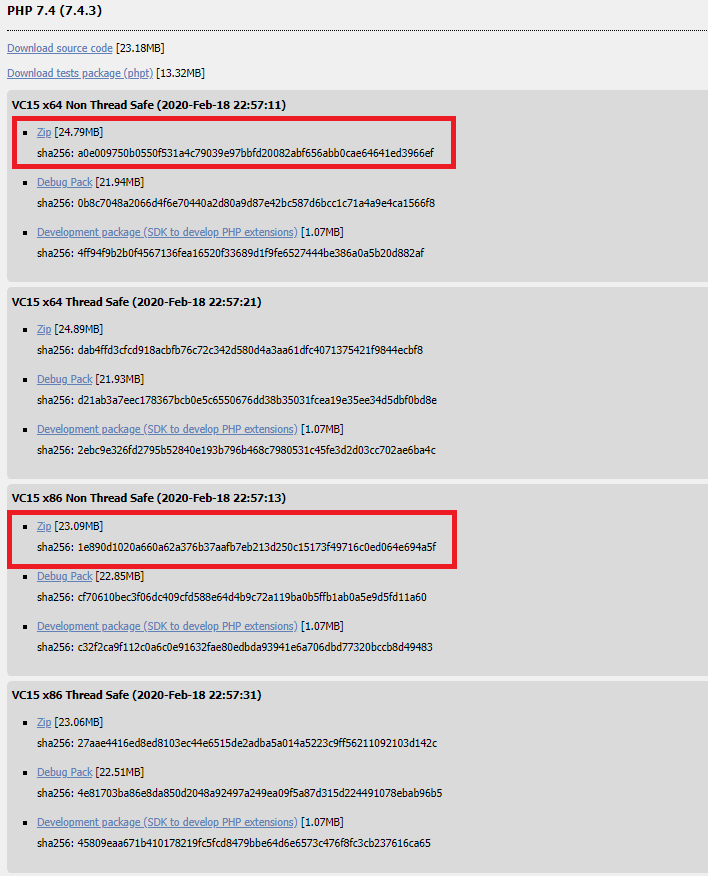 PHP 7.4 (7.4.3)
Download source code [23.18MB]
Download tests package (phpt) [13.32MB]
VC15 x64 Non Thread Safe (2020-Feb-18 22:57:11)
Zip [24.79MB]
sha256: a0e009750b0550f531a4c79039e97bbfd20082abf656abb0cae64641ed3966ef
Debug Pack [21.94MB]
sha256: 0b8c7048a2066d4f6e70440a2d80a9d87e42bc587d6bcc1c71a4a9e4ca1566f8
Development package (SDK to develop PHP extensions) [1.07MB]
sha256: 4ff94f9b2b0f4567136fea16520f33689d1f9fe6527444be386a0a5b20d882af
VC15 x64 Thread Safe (2020-Feb-18 22:57:21)
Zip [24.89MB]
sha256: dab4ffd3cfcd918acbfb76c72c342d580d4a3aa61dfc4071375421f9844ecbf8
Debug Pack [21.93MB]
sha256: d21ab3a7eec178367bcb0e5c6550676dd38b35031fcea19e35ee34d5dbf0bd8e
Development package (SDK to develop PHP extensions) [1.07MB]
sha256: 2ebc9e326fd2795b52840e193b796b468c7980531c45fe3d2d03cc702ae6ba4c
VC15 x86 Non Thread Safe (2020-Feb-18 22:57:13)
Zip [23.09MB]
sha256: 1e890d1020a660a62a376b37aafb7eb213d250c15173f49716c0ed064e694a5f
Debug Pack [22.85MB]
sha256: cf70610bec3f06dc409cfd588e64d4b9c72a119ba0b5ffb1ab0a5e9d5fd11a60
Development package (SDK to develop PHP extensions) [1.07MB]
sha256: c32f2ca9f112c0a6c0e91632fae80edbda93941e6a706dbd77320bccb8d49483
VC15 x86 Thread Safe (2020-Feb-18 22:57:31)
Zip [23.06MB]
sha256: 27aae4416ed8ed8103ec44e6515de2adba5a014a5223c9ff56211092103d142c
Debug Pack [22.51MB]
sha256: 4e81703ba86e8da850d2048a92497a249ea09f5a87d315d224491078ebab96b5
Development package (SDK to develop PHP extensions) [1.07MB]
sha256: 45809eaa671b410178219fc5fcd8479bbe64d6e6573c476f8fc3cb237616ca65